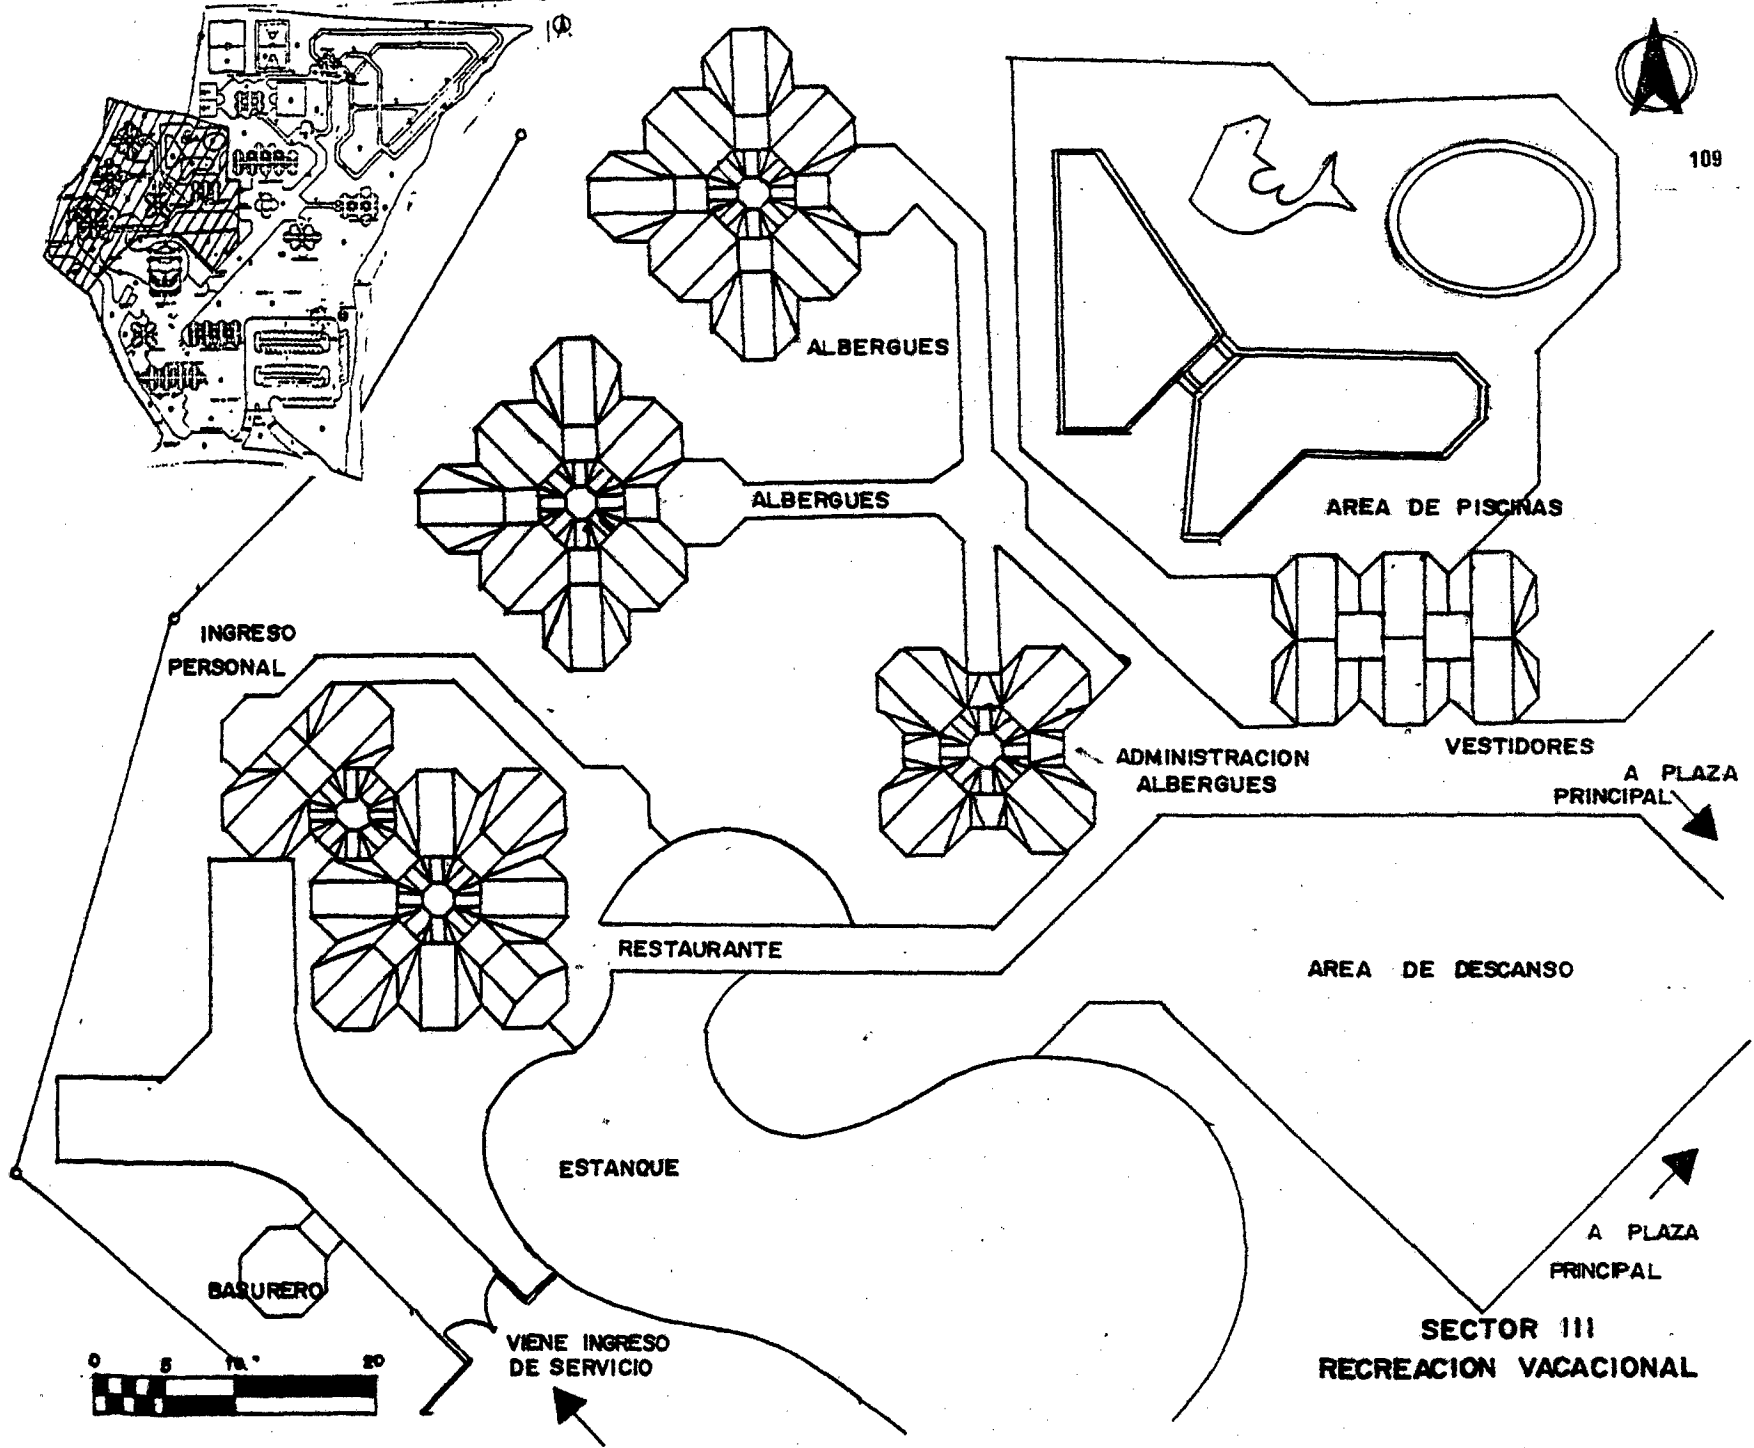 109
ALBERGUES
ALBERGUES
AREA DE PISCINAS
INGRESO
PERSONAL
VESTIDORES
ADMINISTRACION
ALBERGUES
A PLAZA
PRINCIPAL
RESTAURANTE
AREA DE DESCANSO
ESTANQUE
A PLAZA
PRINCIPAL
BASURERO
VIENE INGRESO
DE SERVICIO
SECTOR III
RECREACION VACACIONAL
0 5 10. 20